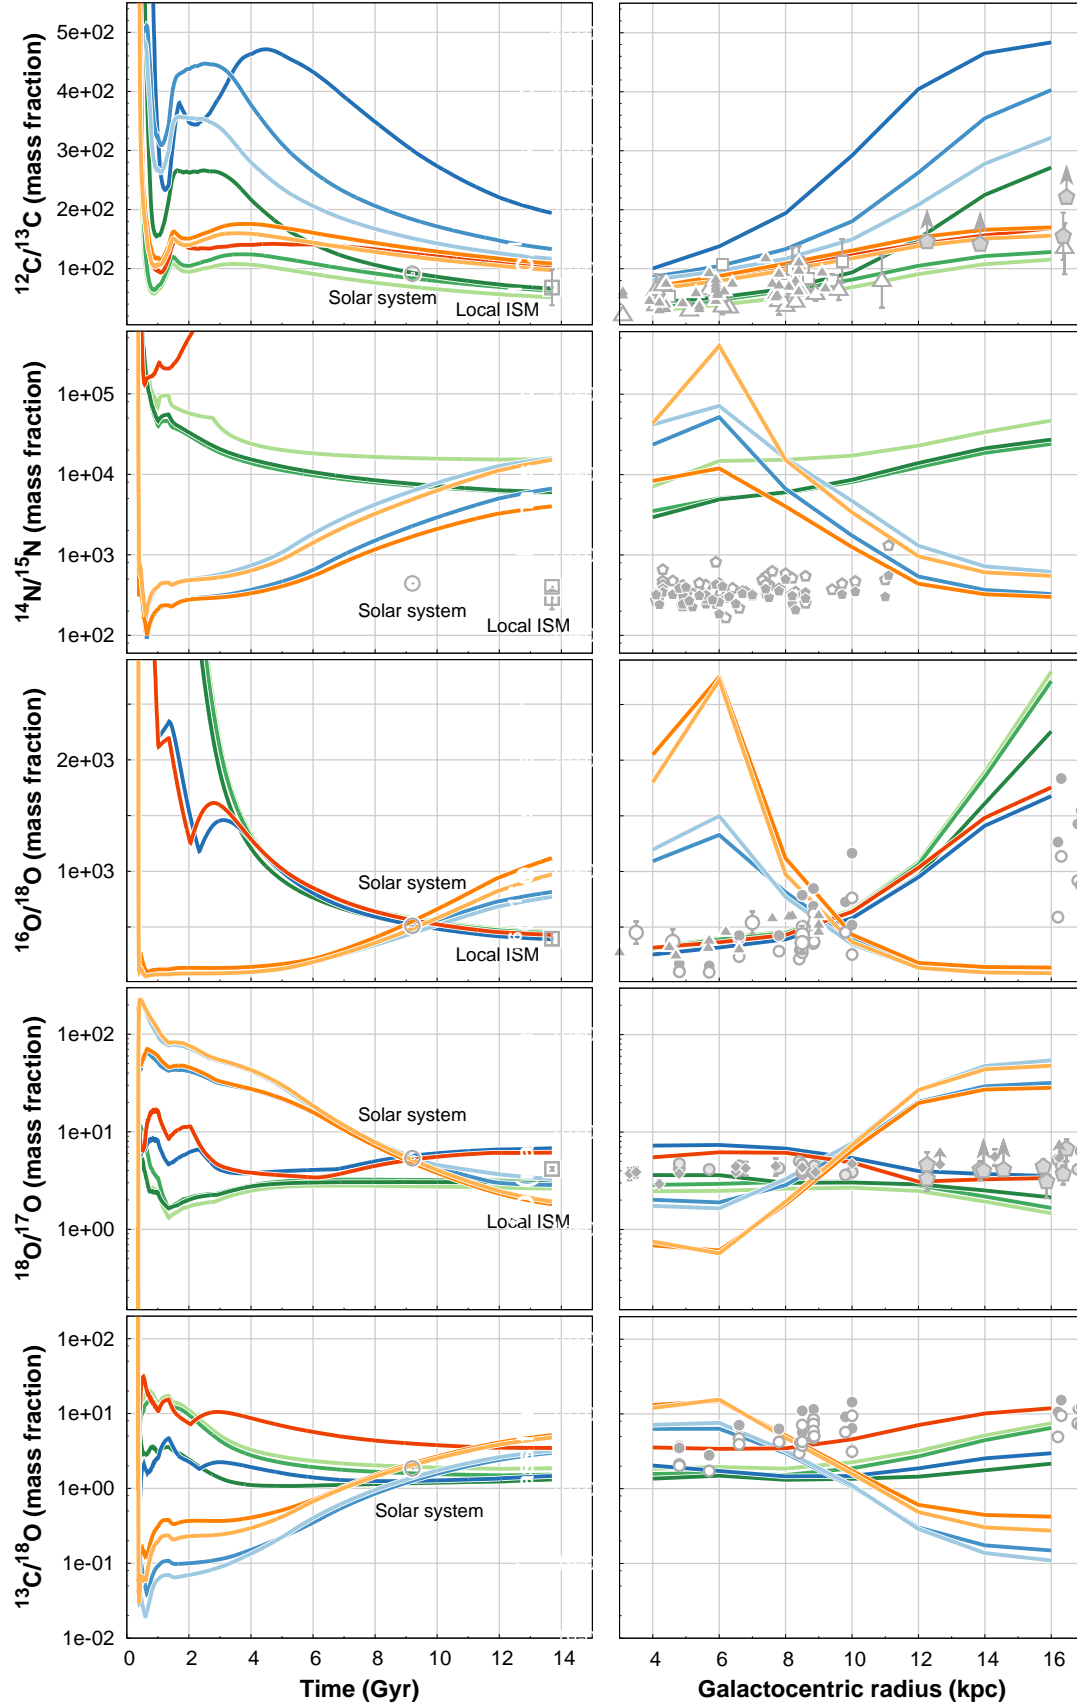 ¹²C/¹³C (mass fraction)
5e+02
4e+02
3e+02
2e+02
1e+02
Solar system
Local ISM
¹⁴N/¹⁵N (mass fraction)
1e+05
1e+04
1e+03
1e+02
Solar system
Local ISM
¹⁶O/¹⁸O (mass fraction)
2e+03
1e+03
Solar system
Local ISM
¹⁸O/¹⁷O (mass fraction)
1e+02
1e+01
1e+00
Solar system
Local ISM
¹³C/¹⁸O (mass fraction)
1e+02
1e+01
1e+00
1e-01
1e-02
Solar system
0 2 4 6 8 10 12 14
4 6 8 10 12 14 16
Time (Gyr)
Galactocentric radius (kpc)